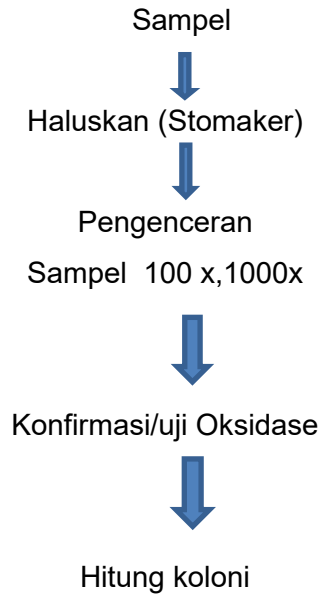 Sampel
Haluskan (Stomaker)
Pengenceran
Sampel  100 x,1000x
Konfirmasi/uji Oksidase
Hitung koloni